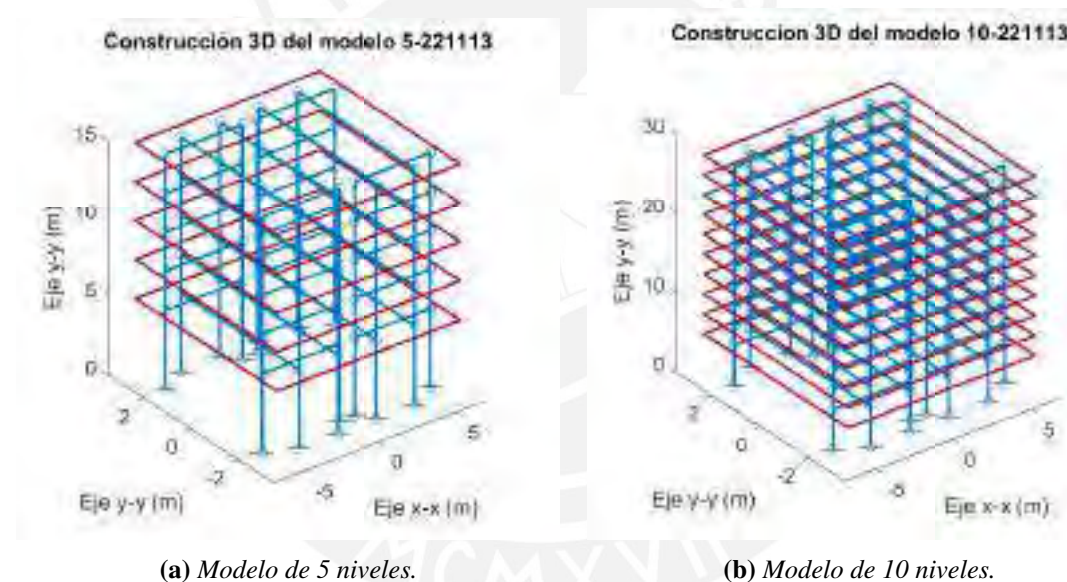 Construcción 3D del modelo 5-221113
15
10
5
0
Eje y-y (m)
2
0
-2
Eje y-y (m)
-5
0
5
Eje x-x (m)
(a) Modelo de 5 niveles.
Construccion 3D del modelo 10-221113
30
20
10
0
Eje y-y (m)
2
0
-2
Eje y-y (m)
-5
0
5
Eje x-x (m)
(b) Modelo de 10 niveles.
MCMXVII